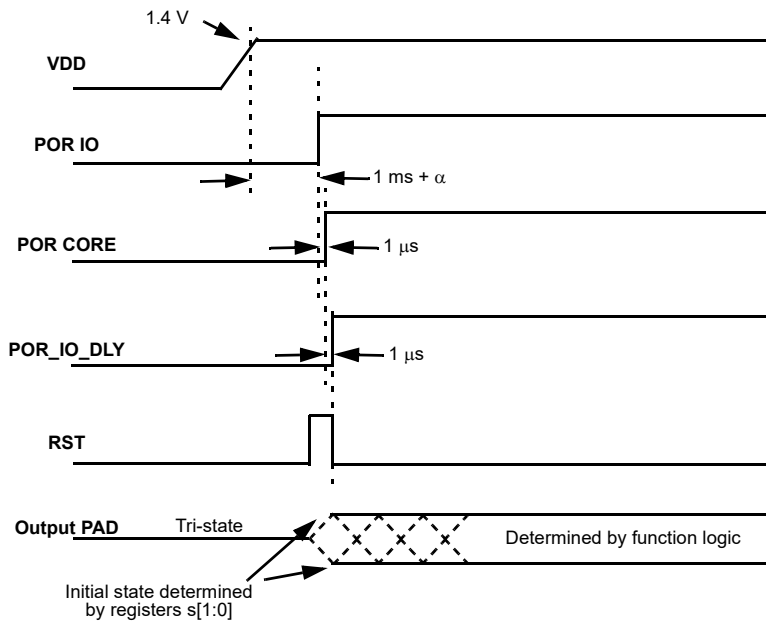 1.4 V
VDD
POR IO
1 ms + α
POR CORE
1 μs
POR_IO_DLY
1 μs
RST
Output PAD
Tri-state
Determined by function logic
Initial state determined
by registers s[1:0]